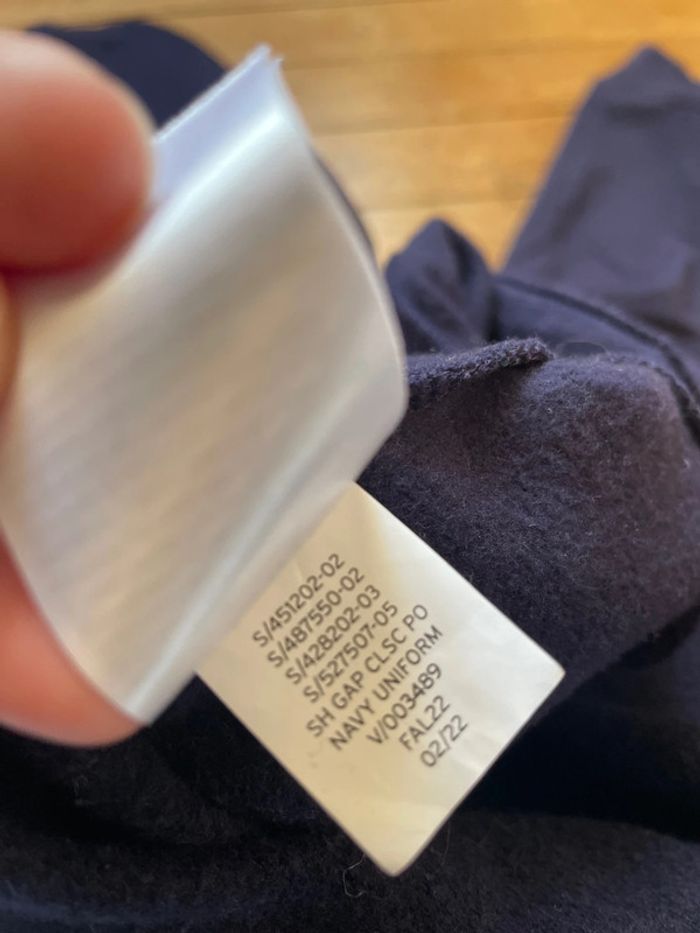 S/451202-02
S/487550-02
S/428202-03
S/527507-05
SH GAP CLSC PO
NAVY UNIFORM
V/003489
FAL22
02/22